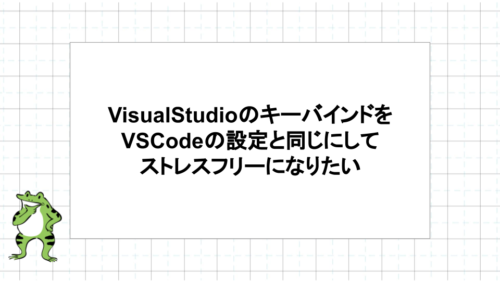 VisualStudioのキーバインドを
VSCodeの設定と同じにして
ストレスフリーになりたい